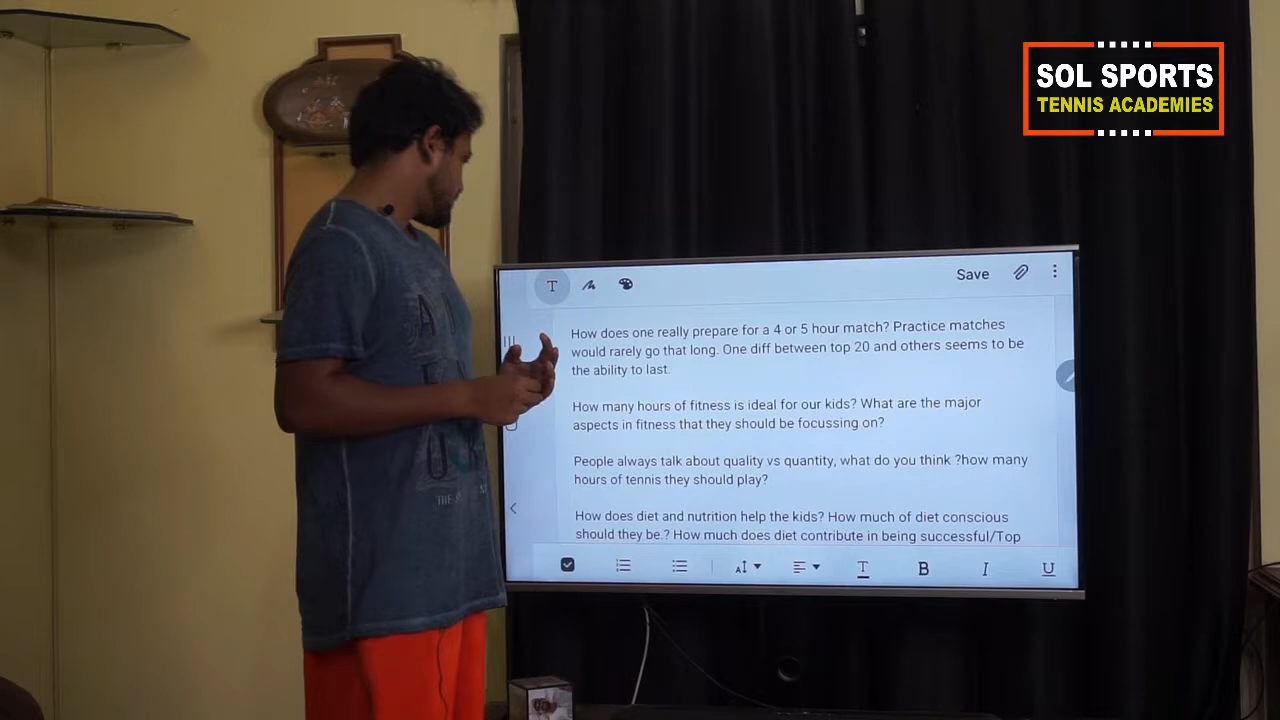 SOL SPORTS
TENNIS ACADEMIES
T
Save
How does one really prepare for a 4 or 5 hour match? Practice matches
would rarely go that long. One diff between top 20 and others seems to be
the ability to last.
How many hours of fitness is ideal for our kids? What are the major
aspects in fitness that they should be focussing on?
People always talk about quality vs quantity, what do you think ?how many
hours of tennis they should play?
How does diet and nutrition help the kids? How much of diet conscious
should they be.? How much does diet contribute in being successful/Top
T B I U